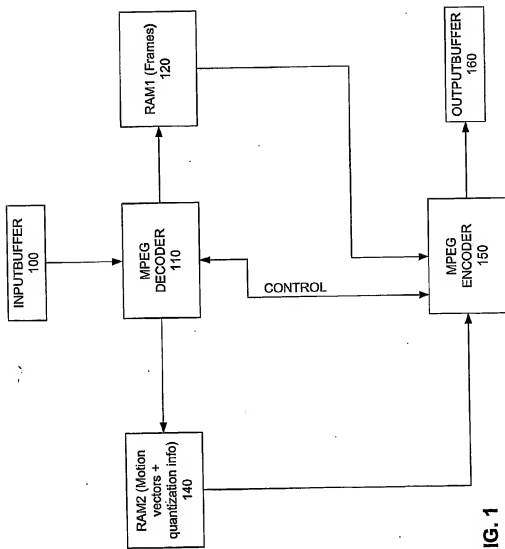 INPUTBUFFER
100
RAM2 (Motion
vectors +
quantization info)
140
MPEG
DECODER
110
RAM1 (Frames)
120
CONTROL
MPEG
ENCODER
150
OUTPUTBUFFER
160
IG. 1